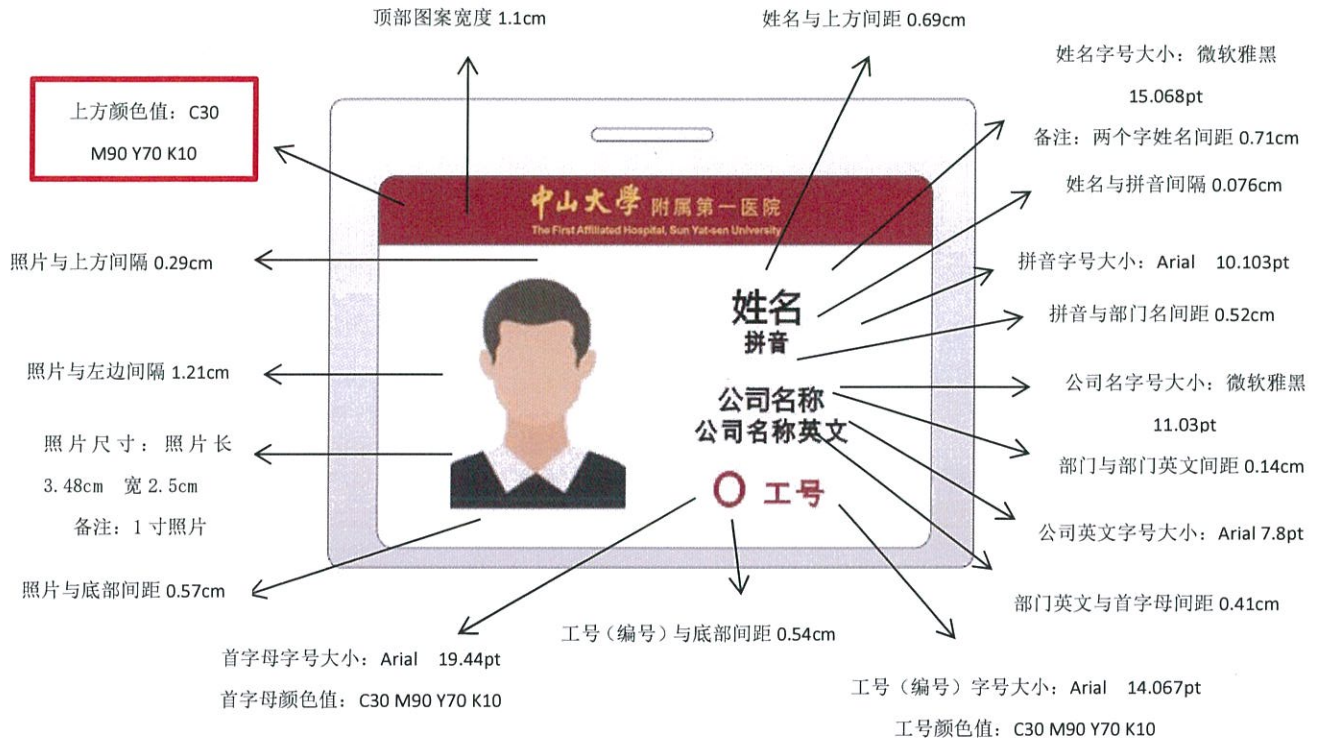 顶部图案宽度 1.1cm
姓名与上方间距 0.69cm
姓名字号大小：微软雅黑
15.068pt
备注：两个字姓名间距 0.71cm
上方颜色值：C30
M90 Y70 K10
姓名与拼音间隔 0.076cm
中山大學 附属第一医院
The First Affiliated Hospital, Sun Yat-sen University
照片与上方间隔 0.29cm
拼音字号大小：Arial 10.103pt
姓名
拼音
拼音与部门名间距 0.52cm
照片与左边间隔 1.21cm
公司名字号大小：微软雅黑
11.03pt
公司名称
公司名称英文
照片尺寸：照片长
3.48cm 宽 2.5cm
备注：1 寸照片
部门与部门英文间距 0.14cm
O 工号
公司英文字号大小：Arial 7.8pt
照片与底部间距 0.57cm
部门英文与首字母间距 0.41cm
工号（编号）与底部间距 0.54cm
首字母字号大小：Arial 19.44pt
首字母颜色值：C30 M90 Y70 K10
工号（编号）字号大小：Arial 14.067pt
工号颜色值：C30 M90 Y70 K10